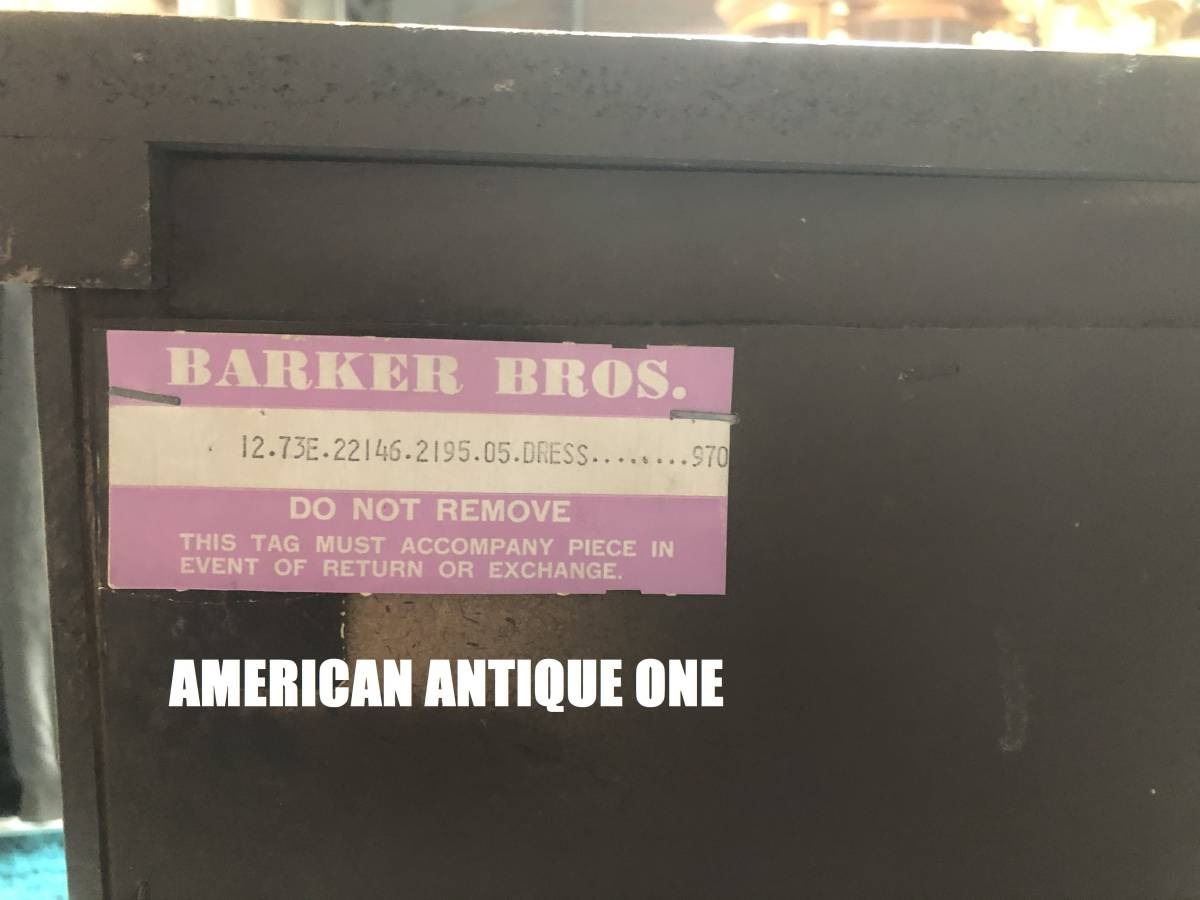 BARKER BROS.
12.73E.22146.2195.05.DRESS........970
DO NOT REMOVE
THIS TAG MUST ACCOMPANY PIECE IN
EVENT OF RETURN OR EXCHANGE.
AMERICAN ANTIQUE ONE